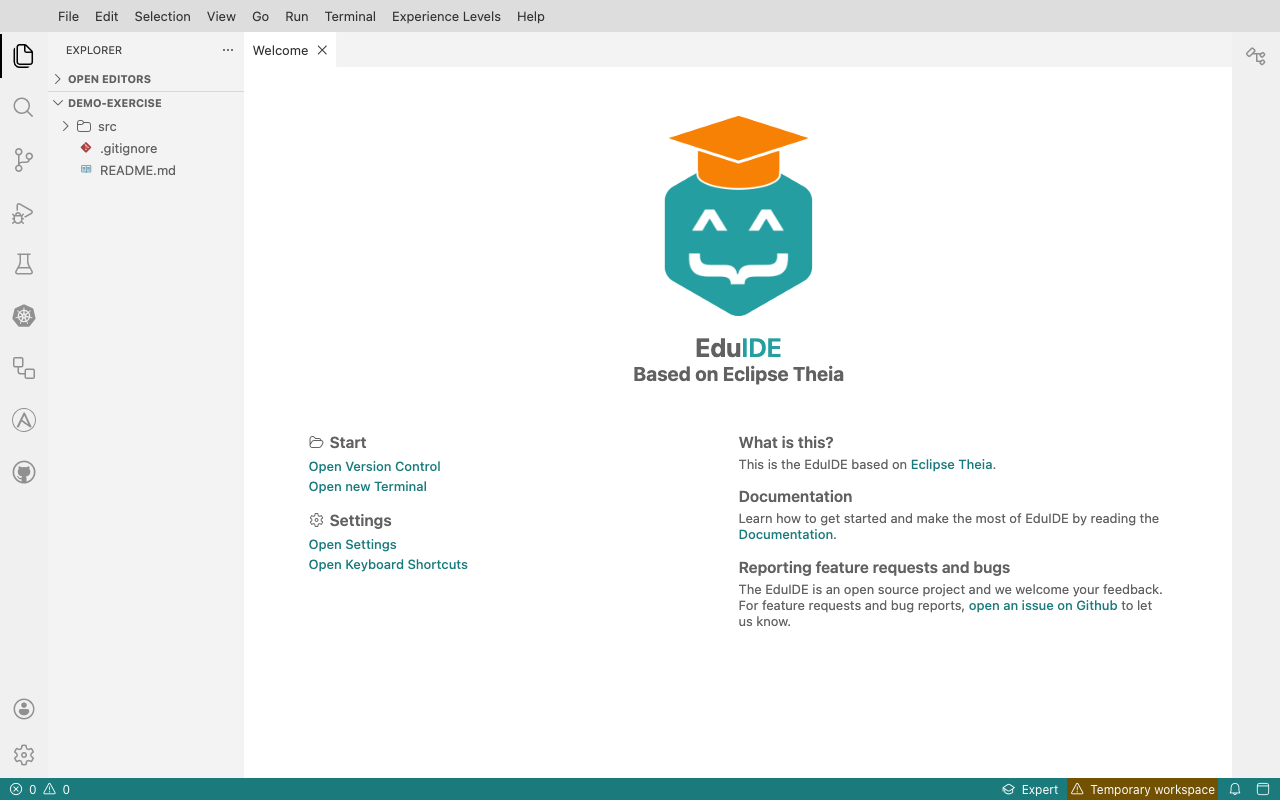 File Edit Selection View Go Run Terminal Experience Levels Help
EXPLORER
OPEN EDITORS
DEMO-EXERCISE
src
.gitignore
README.md
Welcome
EduIDE
Based on Eclipse Theia
Start
Open Version Control
Open new Terminal
Settings
Open Settings
Open Keyboard Shortcuts
What is this?
This is the EduIDE based on Eclipse Theia.
Documentation
Learn how to get started and make the most of EduIDE by reading the
Documentation.
Reporting feature requests and bugs
The EduIDE is an open source project and we welcome your feedback.
For feature requests and bug reports, open an issue on Github to let
us know.
0 0 Expert Temporary workspace